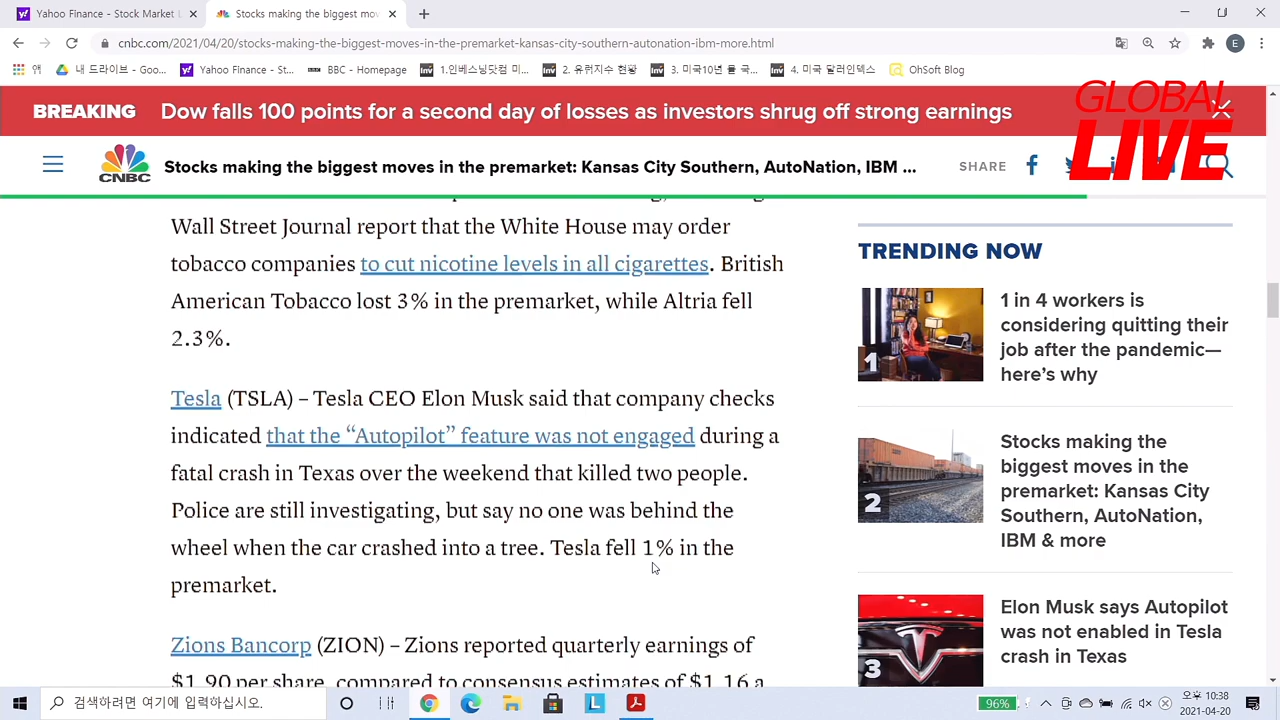 Yahoo Finance - Stock Market L
Stocks making the biggest mov
cnbc.com/2021/04/20/stocks-making-the-biggest-moves-in-the-premarket-kansas-city-southern-autonation-ibm-more.html
E
앱
내 드라이브 - Goo...
Yahoo Finance - St...
BBC - Homepage
1.인베스닝닷컴 미...
2. 유런지수 현황
3. 미국10년 물 국...
4. 미국 달러인덱스
OhSoft Blog
BREAKING Dow falls 100 points for a second day of losses as investors shrug off strong earnings
GLOBAL
LIVE
CNBC
Stocks making the biggest moves in the premarket: Kansas City Southern, AutoNation, IBM ...
SHARE
Wall Street Journal report that the White House may order
tobacco companies to cut nicotine levels in all cigarettes. British
American Tobacco lost 3% in the premarket, while Altria fell
2.3%.
Tesla (TSLA) – Tesla CEO Elon Musk said that company checks
indicated that the “Autopilot” feature was not engaged during a
fatal crash in Texas over the weekend that killed two people.
Police are still investigating, but say no one was behind the
wheel when the car crashed into a tree. Tesla fell 1% in the
premarket.
Zions Bancorp (ZION) – Zions reported quarterly earnings of
$1.90 per share, compared to consensus estimates of $1.16 a
TRENDING NOW
1
1 in 4 workers is
considering quitting their
job after the pandemic—
here’s why
2
Stocks making the
biggest moves in the
premarket: Kansas City
Southern, AutoNation,
IBM & more
3
Elon Musk says Autopilot
was not enabled in Tesla
crash in Texas
검색하려면 여기에 입력하십시오.
96%
오후 10:38
2021-04-20